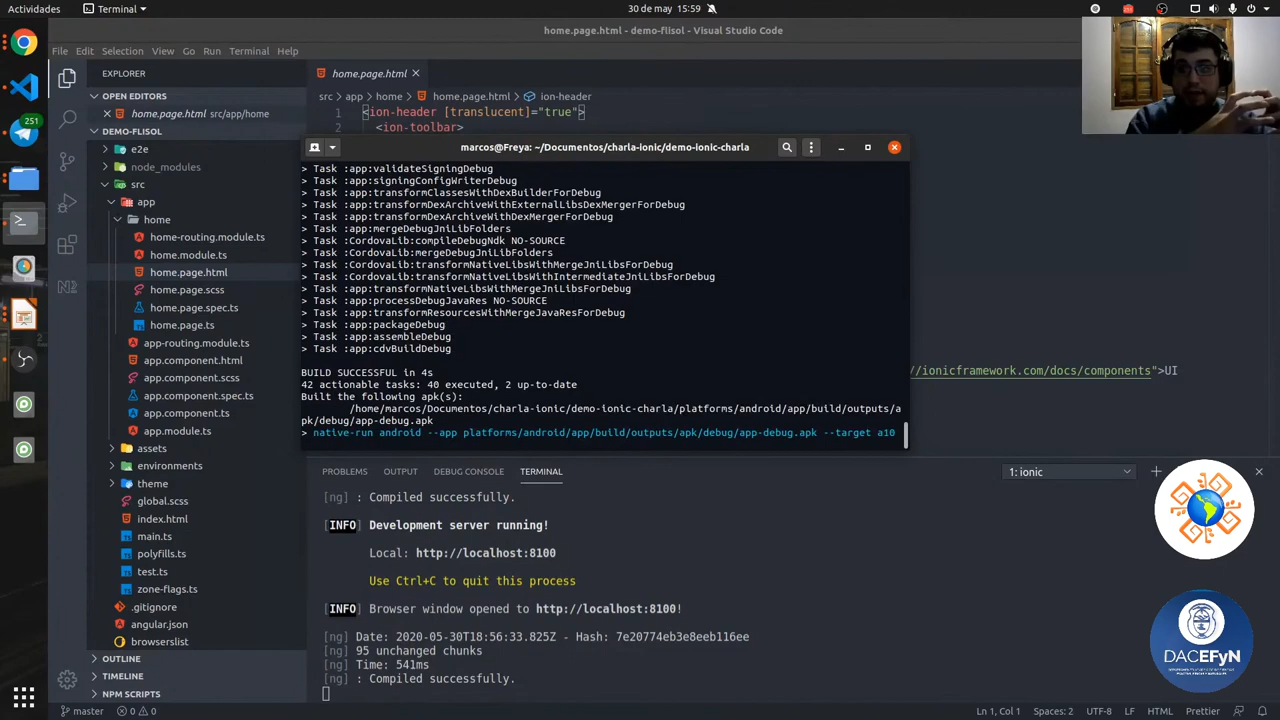 Actividades
Terminal
30 de may 15:59
home.page.html - demo-flisol - Visual Studio Code
File Edit Selection View Go Run Terminal Help
EXPLORER
OPEN EDITORS
home.page.html src/app/home
DEMO-FLISOL
e2e
node_modules
src
app
home
home-routing.module.ts
home.module.ts
home.page.html
home.page.scss
home.page.spec.ts
home.page.ts
app-routing.module.ts
app.component.html
app.component.scss
app.component.spec.ts
app.component.ts
app.module.ts
assets
environments
theme
global.scss
index.html
main.ts
polyfills.ts
test.ts
zone-flags.ts
.gitignore
angular.json
browserslist
OUTLINE
TIMELINE
NPM SCRIPTS
251
home.page.html
src > app > home > home.page.html > ion-header
1 <ion-header [translucent]="true">
2 <ion-toolbar>
//ionicframework.com/docs/components">UI
marcos@Freya: ~/Documentos/charla-ionic/demo-ionic-charla
> Task :app:validateSigningDebug
> Task :app:signingConfigWriterDebug
> Task :app:transformClassesWithDexBuilderForDebug
> Task :app:transformDexArchiveWithExternalLibsDexMergerForDebug
> Task :app:transformDexArchiveWithDexMergerForDebug
> Task :app:mergeDebugJniLibFolders
> Task :CordovaLib:compileDebugNdk NO-SOURCE
> Task :CordovaLib:mergeDebugJniLibFolders
> Task :CordovaLib:transformNativeLibsWithMergeJniLibsForDebug
> Task :CordovaLib:transformNativeLibsWithIntermediateJniLibsForDebug
> Task :app:transformNativeLibsWithMergeJniLibsForDebug
> Task :app:processDebugJavaRes NO-SOURCE
> Task :app:transformResourcesWithMergeJavaResForDebug
> Task :app:packageDebug
> Task :app:assembleDebug
> Task :app:cdvBuildDebug
BUILD SUCCESSFUL in 4s
42 actionable tasks: 40 executed, 2 up-to-date
Built the following apk(s):
/home/marcos/Documentos/charla-ionic/demo-ionic-charla/platforms/android/app/build/outputs/a
pk/debug/app-debug.apk
> native-run android --app platforms/android/app/build/outputs/apk/debug/app-debug.apk --target a10
PROBLEMS OUTPUT DEBUG CONSOLE TERMINAL
1: ionic
[ng] : Compiled successfully.
[INFO] Development server running!
Local: http://localhost:8100
Use Ctrl+C to quit this process
[INFO] Browser window opened to http://localhost:8100!
[ng] Date: 2020-05-30T18:56:33.825Z - Hash: 7e20774eb3e8eeb116ee
[ng] 95 unchanged chunks
[ng] Time: 541ms
[ng] : Compiled successfully.
DACEFyN
master 0 0
Ln 1, Col 1 Spaces: 2 UTF-8 LF HTML Prettier